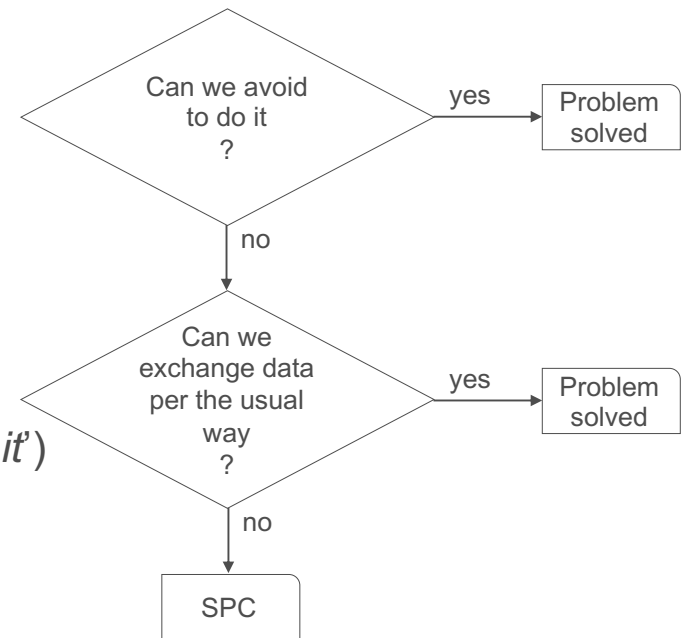 Can we avoid
to do it
?
yes
Problem
solved
no
Can we
exchange data
per the usual
way
?
yes
Problem
solved
it’)
no
SPC